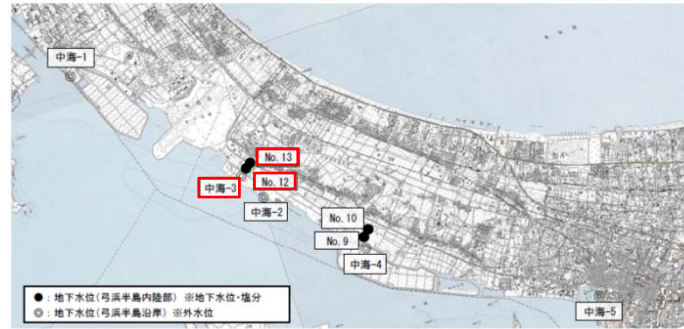 中海-1
No. 13
中海-3
No. 12
中海-2
No. 10
No. 9
中海-4
中海-5
●：地下水位(弓浜半島内陸部) ※地下水位・塩分
◎：地下水位(弓浜半島沿岸) ※外水位